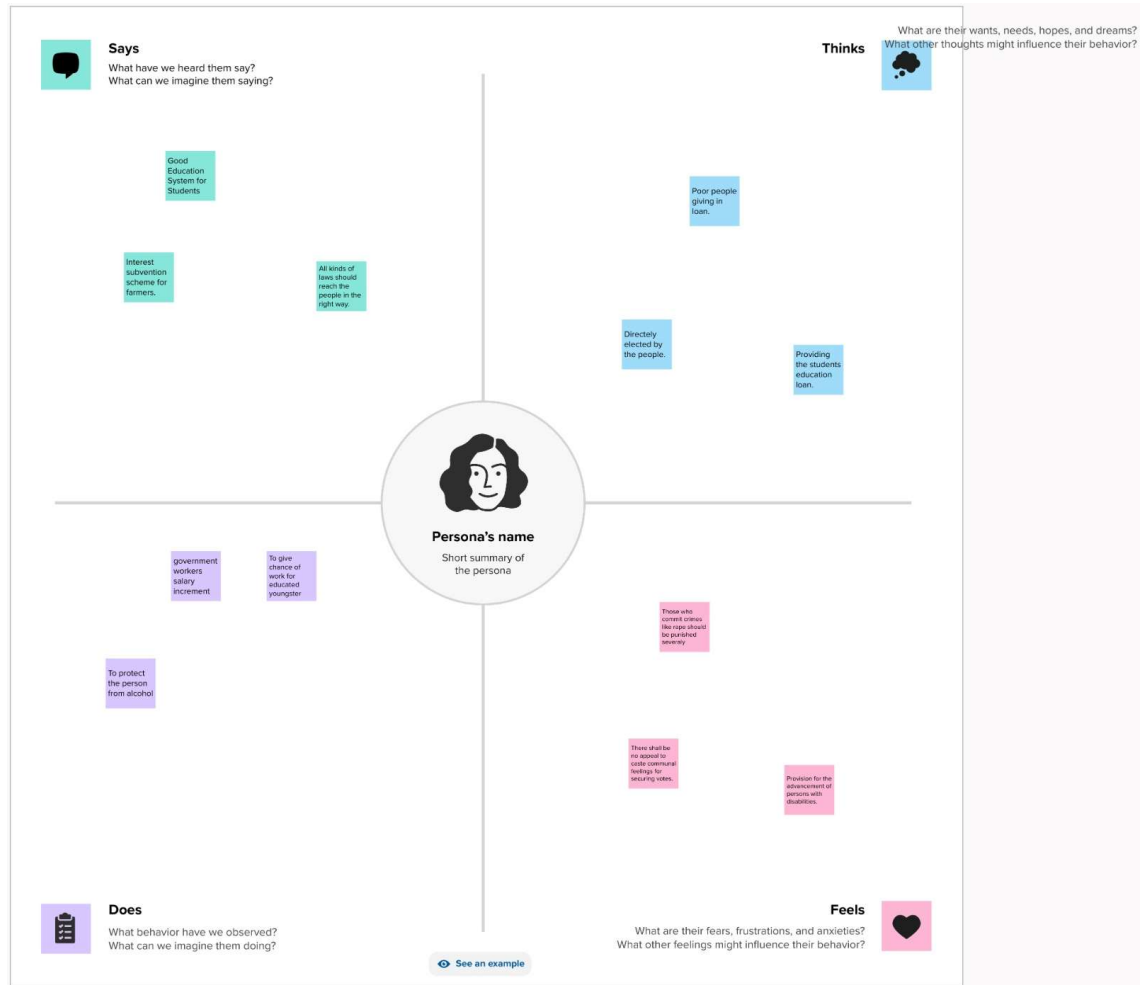 Says
What have we heard them say?
What can we imagine them saying?
Good
Education
System for
Students
Interest
subvention
scheme for
farmers.
All kinds of
laws should
reach the
people in the
right way.
Thinks
What are their wants, needs, hopes, and dreams?
What other thoughts might influence their behavior?
Poor people
giving in
loan.
Directely
elected by
the people.
Providing
the students
education
loan.
Persona's name
Short summary of
the persona
government
workers
salary
increment
To give
chance of
work for
educated
youngster
To protect
the person
from alcohol
Does
What behavior have we observed?
What can we imagine them doing?
Those who
commit crimes
like rape should
be punished
severely
There shall be
no appeal to
caste communal
feelings for
securing votes.
Provision for the
advancement of
persons with
disabilities.
Feels
What are their fears, frustrations, and anxieties?
What other feelings might influence their behavior?
See an example